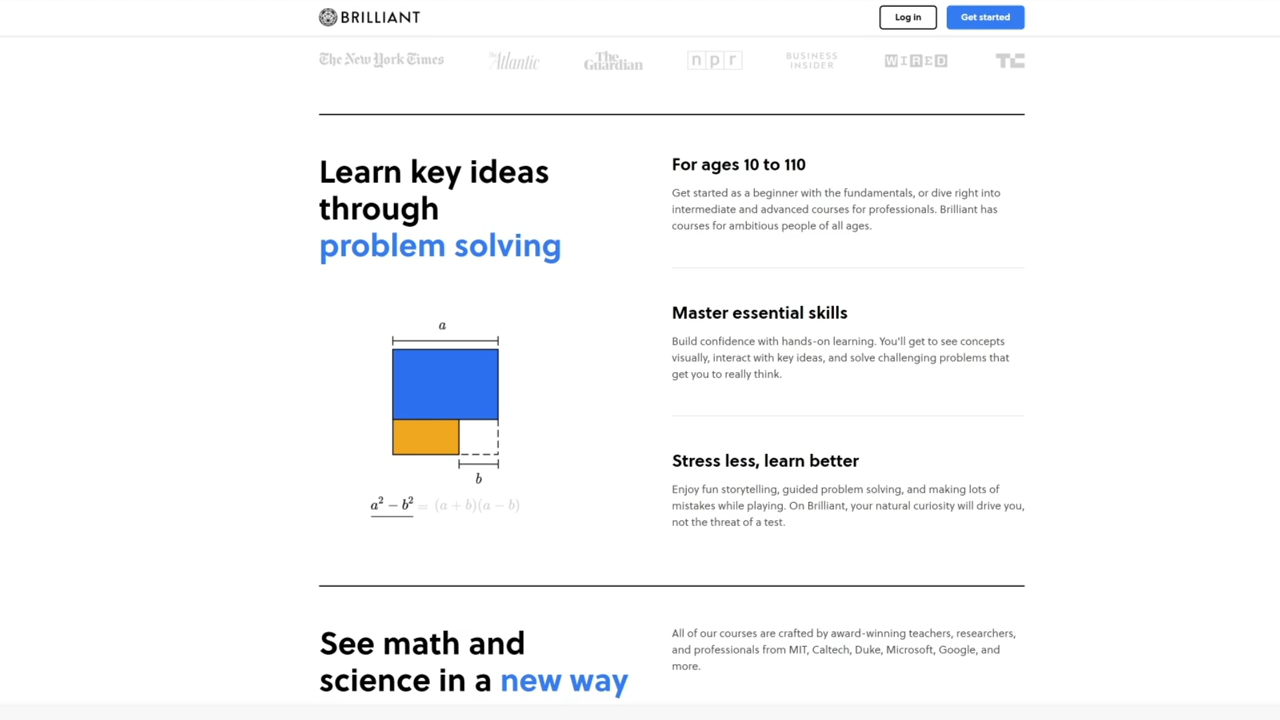 BRILLIANT
Log in
Get started
The New York Times
The Atlantic
The Guardian
npr
BUSINESS INSIDER
WIRED
TC
Learn key ideas
through
problem solving
a
b
a² − b² = (a + b)(a − b)
For ages 10 to 110
Get started as a beginner with the fundamentals, or dive right into
intermediate and advanced courses for professionals. Brilliant has
courses for ambitious people of all ages.
Master essential skills
Build confidence with hands-on learning. You'll get to see concepts
visually, interact with key ideas, and solve challenging problems that
get you to really think.
Stress less, learn better
Enjoy fun storytelling, guided problem solving, and making lots of
mistakes while playing. On Brilliant, your natural curiosity will drive you,
not the threat of a test.
See math and
science in a new way
All of our courses are crafted by award-winning teachers, researchers,
and professionals from MIT, Caltech, Duke, Microsoft, Google, and
more.